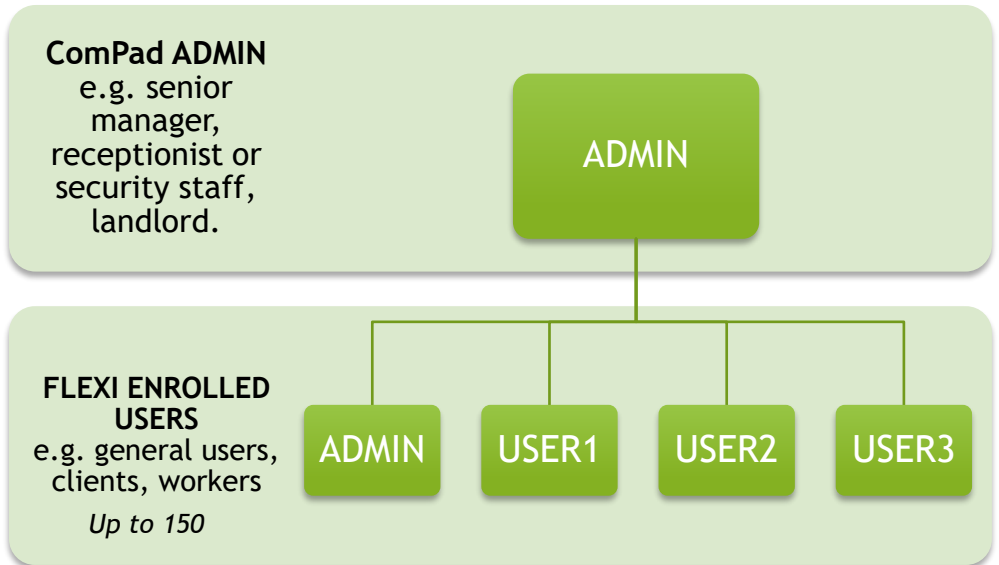 ComPad ADMIN
e.g. senior
manager,
receptionist or
security staff,
landlord.
ADMIN
FLEXI ENROLLED
USERS
e.g. general users,
clients, workers
Up to 150
ADMIN
USER1
USER2
USER3